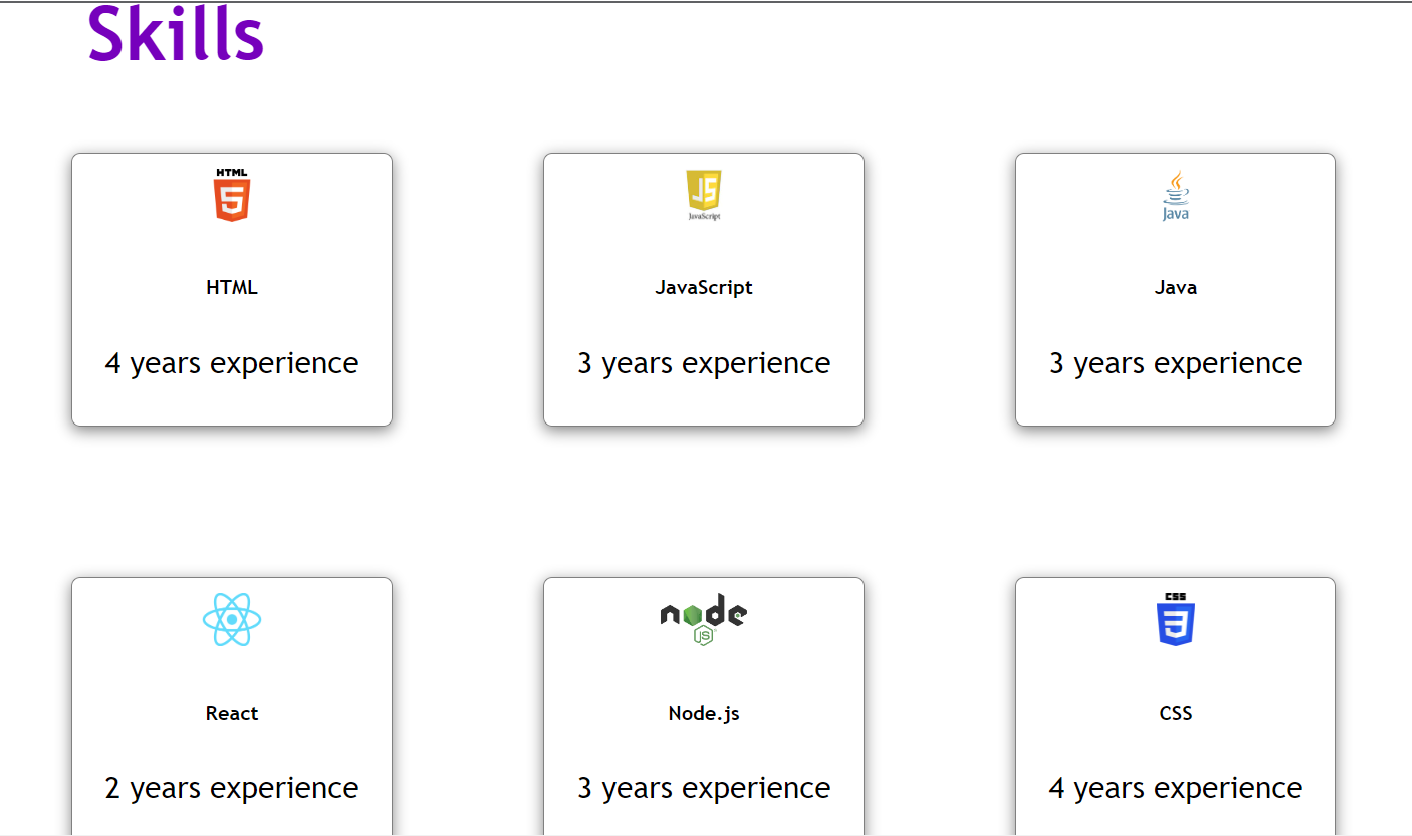 Skills
HTML
5
JS
JavaScript
Java
HTML
JavaScript
Java
4 years experience
3 years experience
3 years experience
node
JS
CSS
3
React
Node.js
CSS
2 years experience
3 years experience
4 years experience